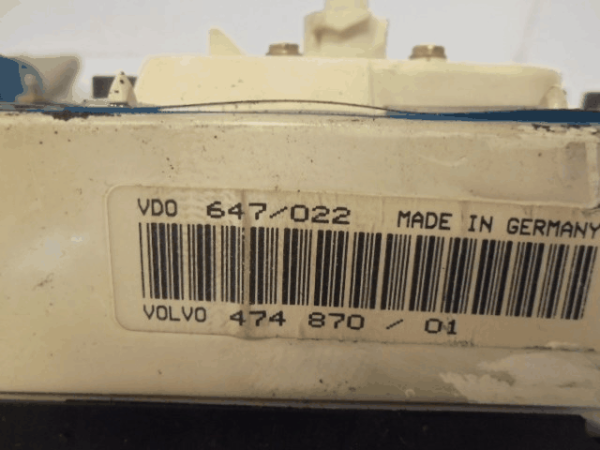 VDO 647/022 MADE IN GERMANY
VOLVO 474 870 / 01